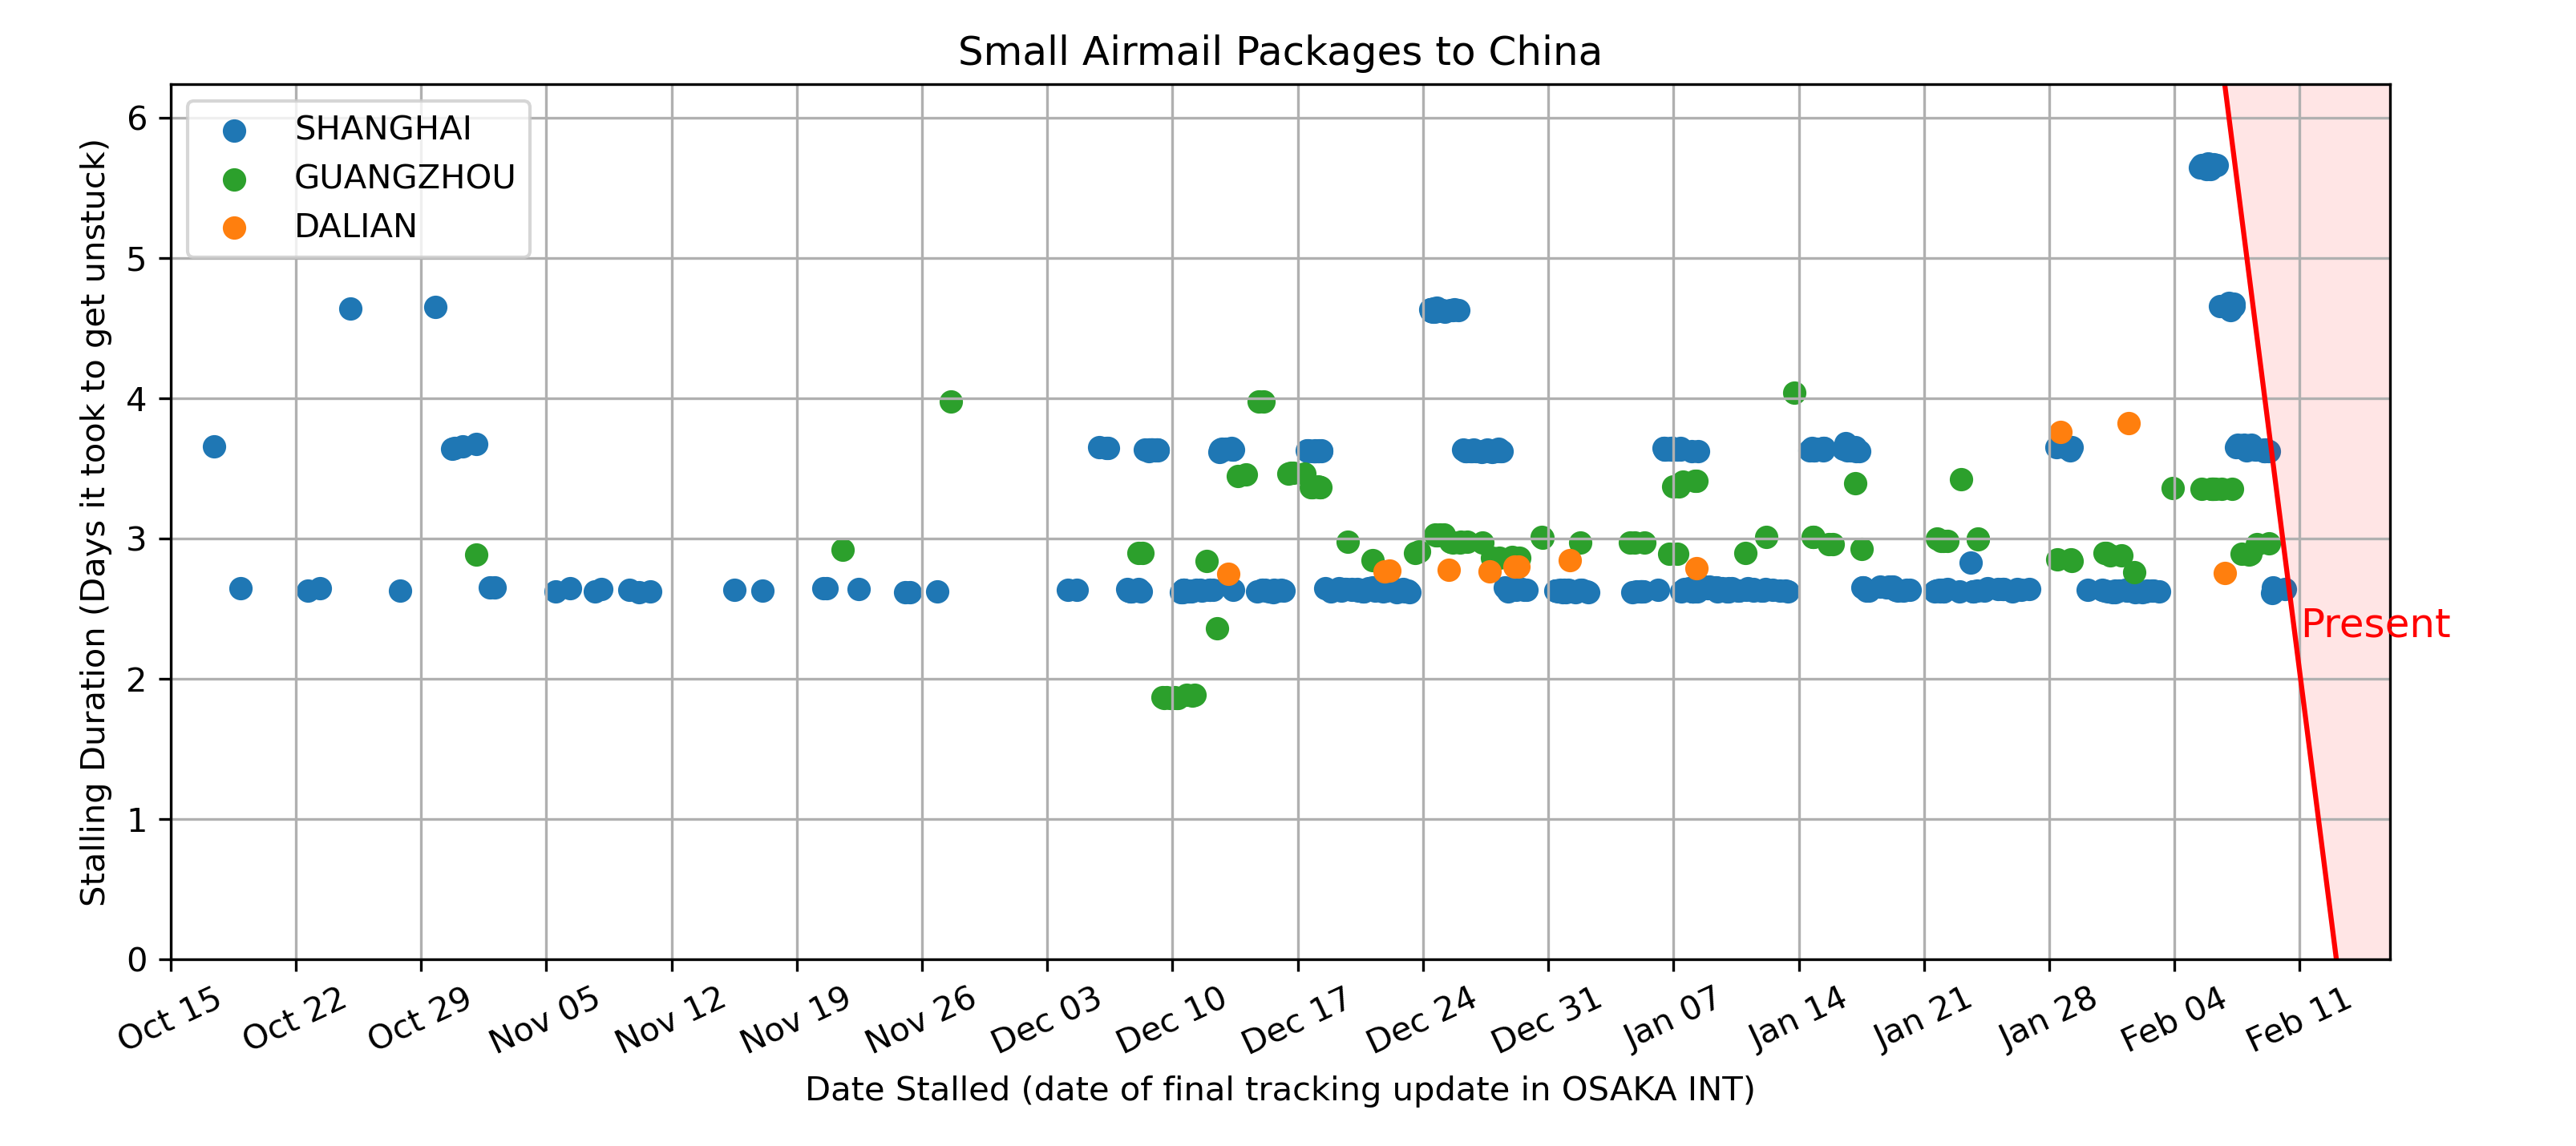 Small Airmail Packages to China
SHANGHAI
GUANGZHOU
DALIAN
Stalling Duration (Days it took to get unstuck)
6
5
4
3
2
1
0
Present
Oct 15
Oct 22
Oct 29
Nov 05
Nov 12
Nov 19
Nov 26
Dec 03
Dec 10
Dec 17
Dec 24
Dec 31
Jan 07
Jan 14
Jan 21
Jan 28
Feb 04
Feb 11
Date Stalled (date of final tracking update in OSAKA INT)